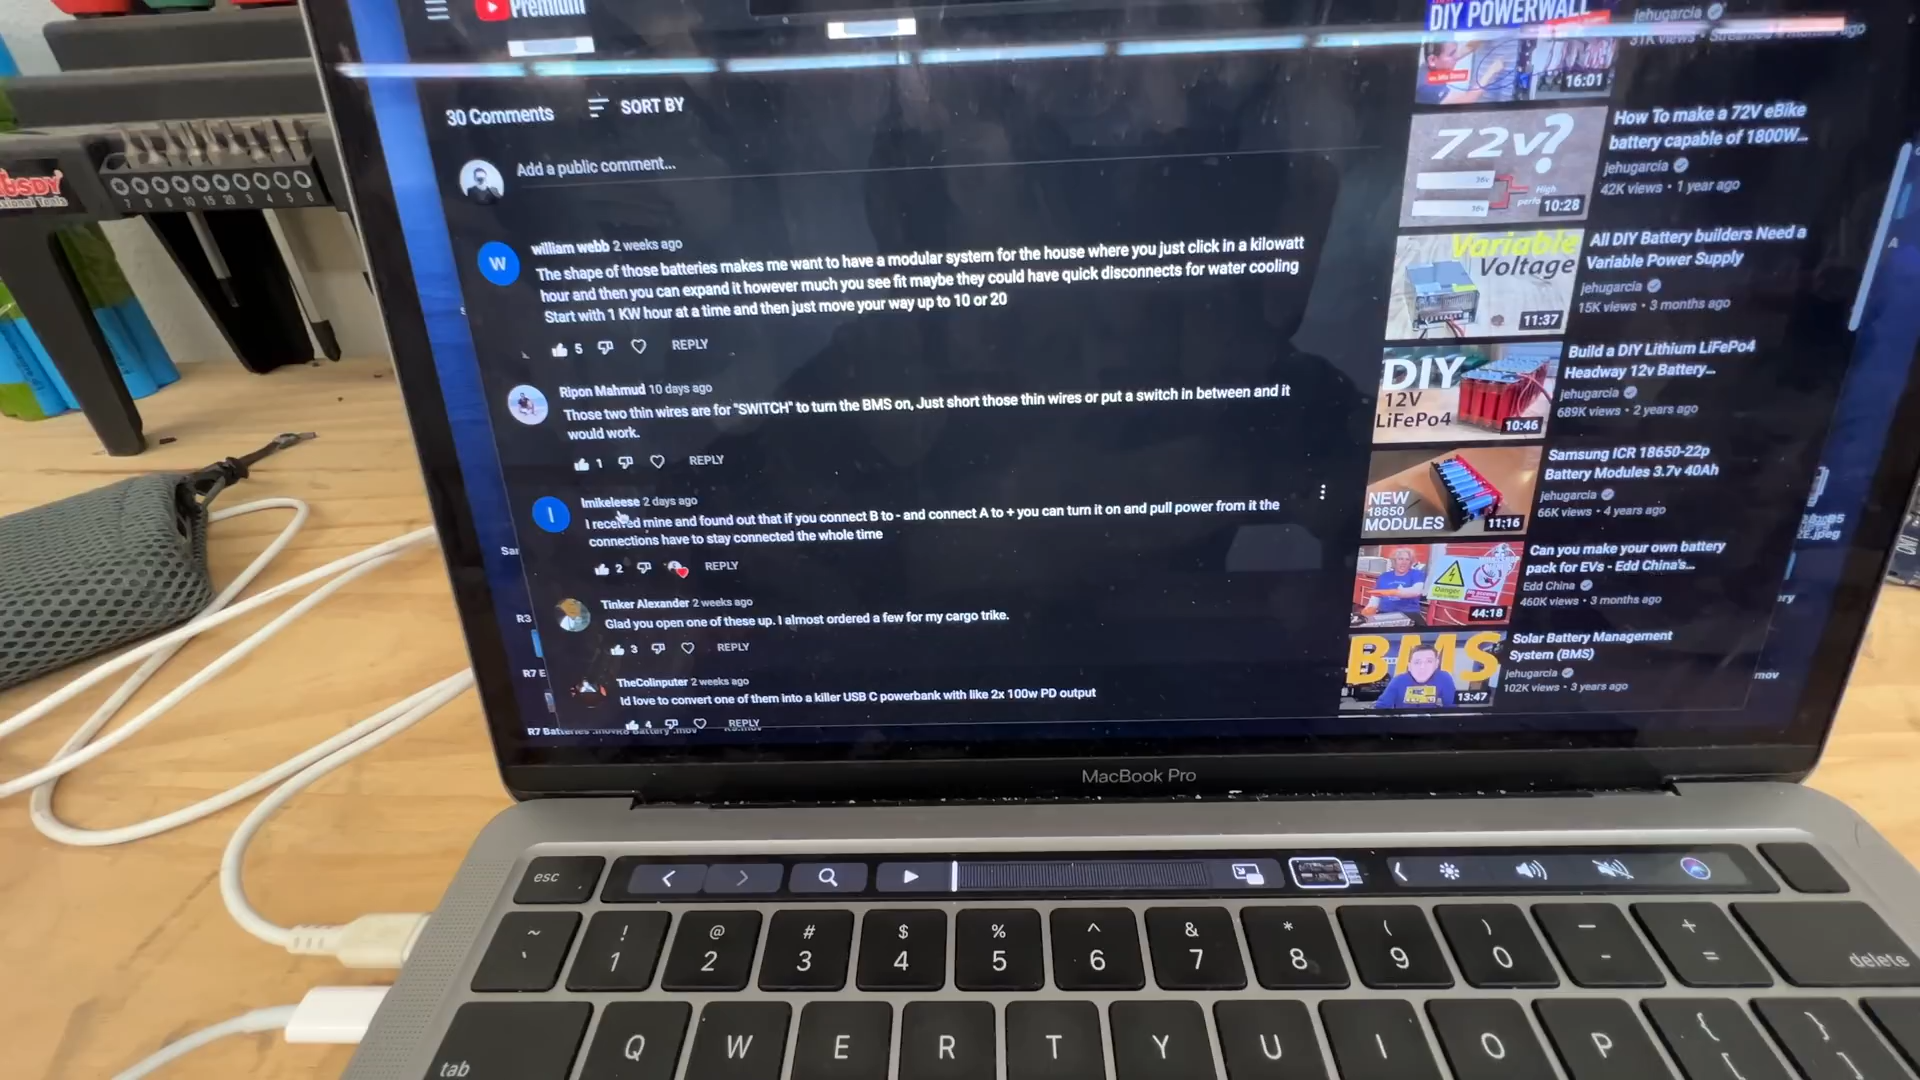 Premium
30 Comments
SORT BY
Add a public comment...
william webb 2 weeks ago
The shape of those batteries makes me want to have a modular system for the house where you just click in a kilowatt
hour and then you can expand it however much you see fit maybe they could have quick disconnects for water cooling
Start with 1 KW hour at a time and then just move your way up to 10 or 20
5
REPLY
Ripon Mahmud 10 days ago
Those two thin wires are for "SWITCH" to turn the BMS on, Just short those thin wires or put a switch in between and it
would work.
1
REPLY
lmikeleese 2 days ago
I received mine and found out that if you connect B to - and connect A to + you can turn it on and pull power from it the
connections have to stay connected the whole time
2
REPLY
Tinker Alexander 2 weeks ago
Glad you open one of these up. I almost ordered a few for my cargo trike.
3
REPLY
TheColinputer 2 weeks ago
Id love to convert one of them into a killer USB C powerbank with like 2x 100w PD output
4
REPLY
DIY POWERWALL
16:01
jehugarcia
31K views
72v?
10:28
How To make a 72V eBike
battery capable of 1800W...
jehugarcia
42K views • 1 year ago
Variable
Voltage
11:37
All DIY Battery builders Need a
Variable Power Supply
jehugarcia
15K views • 3 months ago
DIY
12V
LiFePo4
10:46
Build a DIY Lithium LiFePo4
Headway 12v Battery...
jehugarcia
689K views • 2 years ago
NEW
18650
MODULES
11:16
Samsung ICR 18650-22p
Battery Modules 3.7v 40Ah
jehugarcia
66K views • 4 years ago
44:18
Can you make your own battery
pack for EVs - Edd China's...
Edd China
460K views • 3 months ago
BMS
13:47
Solar Battery Management
System (BMS)
jehugarcia
102K views • 3 years ago
R3
R7 E
mov
MacBook Pro
esc
~ `
! 1
@ 2
# 3
$ 4
% 5
^ 6
& 7
* 8
( 9
) 0
— -
+ =
delete
tab
Q W E R T Y U I O P
{ [
} ]